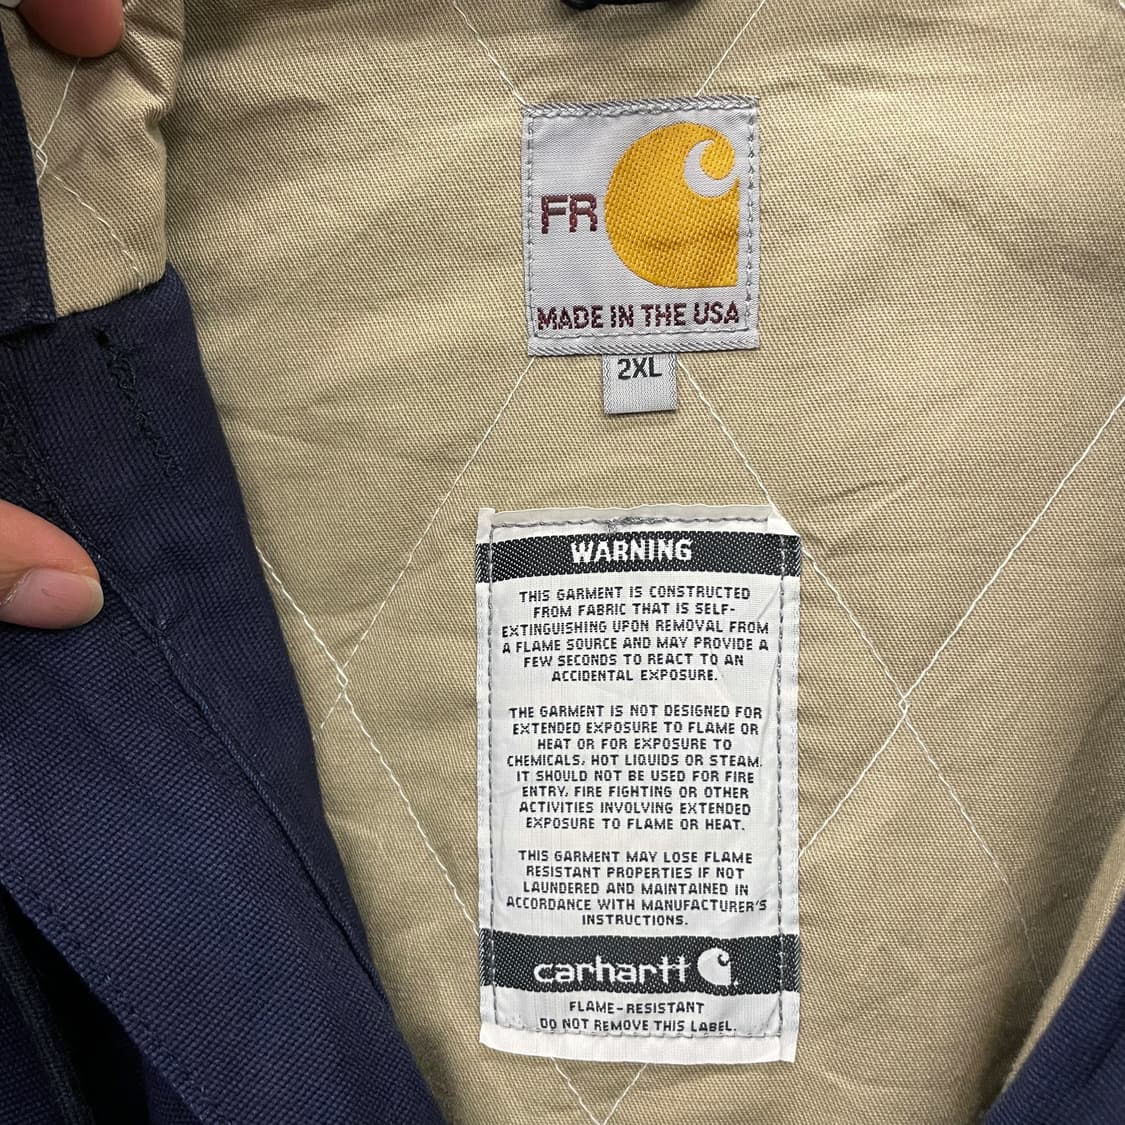 FR
MADE IN THE USA
2XL
WARNING
THIS GARMENT IS CONSTRUCTED
FROM FABRIC THAT IS SELF-
EXTINGUISHING UPON REMOVAL FROM
A FLAME SOURCE AND MAY PROVIDE A
FEW SECONDS TO REACT TO AN
ACCIDENTAL EXPOSURE.
THE GARMENT IS NOT DESIGNED FOR
EXTENDED EXPOSURE TO FLAME OR
HEAT OR FOR EXPOSURE TO
CHEMICALS, HOT LIQUIDS OR STEAM.
IT SHOULD NOT BE USED FOR FIRE
ENTRY, FIRE FIGHTING OR OTHER
ACTIVITIES INVOLVING EXTENDED
EXPOSURE TO FLAME OR HEAT.
THIS GARMENT MAY LOSE FLAME
RESISTANT PROPERTIES IF NOT
LAUNDERED AND MAINTAINED IN
ACCORDANCE WITH MANUFACTURER'S
INSTRUCTIONS.
carhartt
FLAME-RESISTANT
DO NOT REMOVE THIS LABEL.